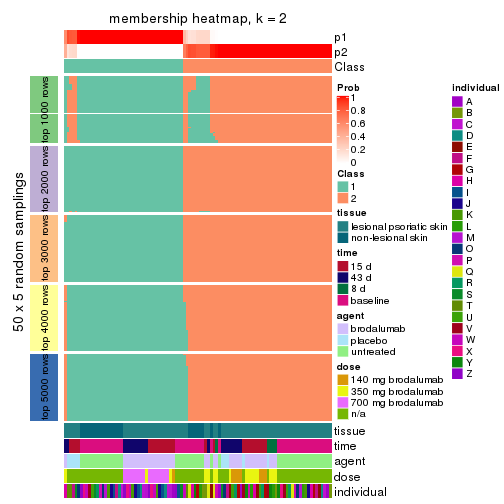 membership heatmap, k = 2
p1
p2
Class
50 x 5 random samplings
top 1000 rows
top 2000 rows
top 3000 rows
top 4000 rows
top 5000 rows
tissue
time
agent
dose
individual
Prob
1
0.8
0.6
0.4
0.2
0
Class
1
2
tissue
lesional psoriatic skin
non-lesional skin
time
15 d
43 d
8 d
baseline
agent
brodalumab
placebo
untreated
dose
140 mg brodalumab
350 mg brodalumab
700 mg brodalumab
n/a
individual
A
B
C
D
E
F
G
H
I
J
K
L
M
O
P
Q
R
S
T
U
V
W
X
Y
Z